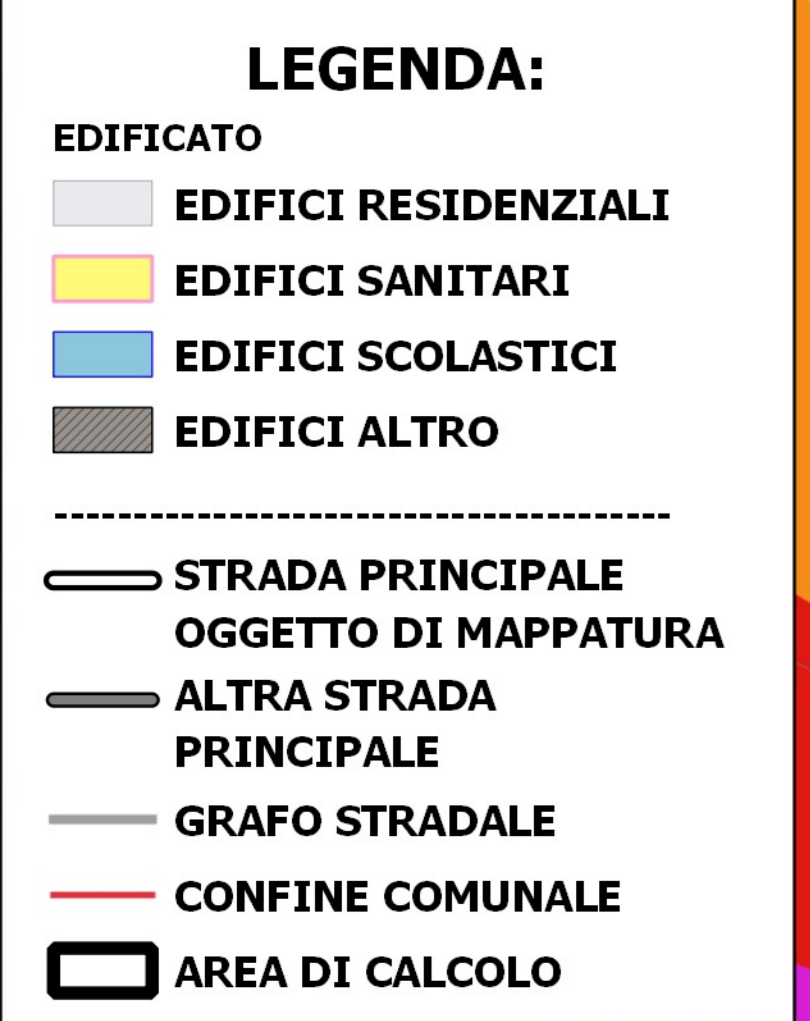 LEGENDA:
EDIFICATO
EDIFICI RESIDENZIALI
EDIFICI SANITARI
EDIFICI SCOLASTICI
EDIFICI ALTRO
STRADA PRINCIPALE
OGGETTO DI MAPPATURA
ALTRA STRADA
PRINCIPALE
GRAFO STRADALE
CONFINE COMUNALE
AREA DI CALCOLO